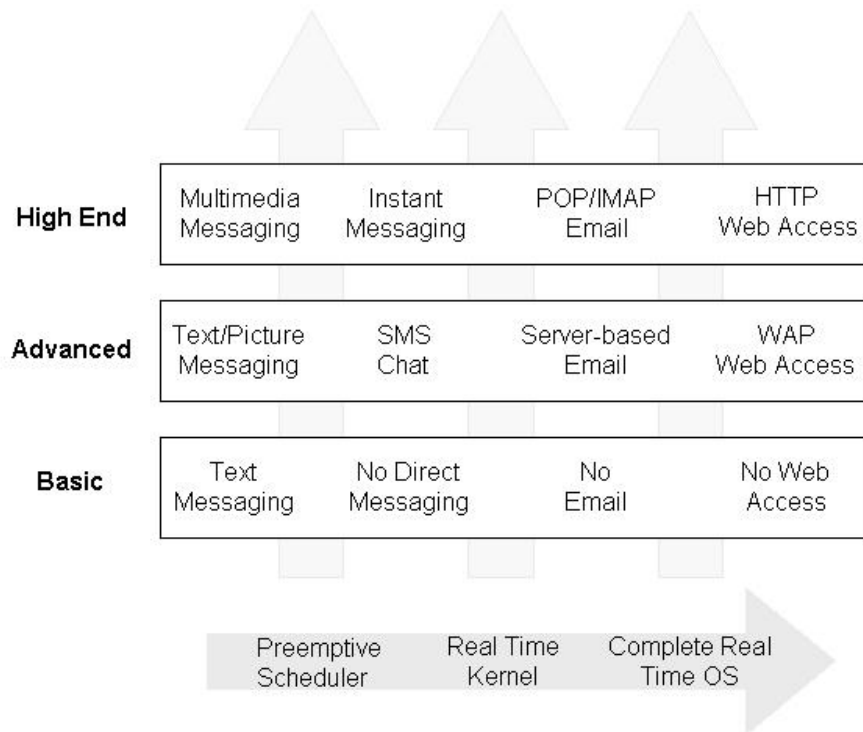 High End
Multimedia Messaging
Instant Messaging
POP/IMAP Email
HTTP Web Access
Advanced
Text/Picture Messaging
SMS Chat
Server-based Email
WAP Web Access
Basic
Text Messaging
No Direct Messaging
No Email
No Web Access
Preemptive Scheduler
Real Time Kernel
Complete Real Time OS